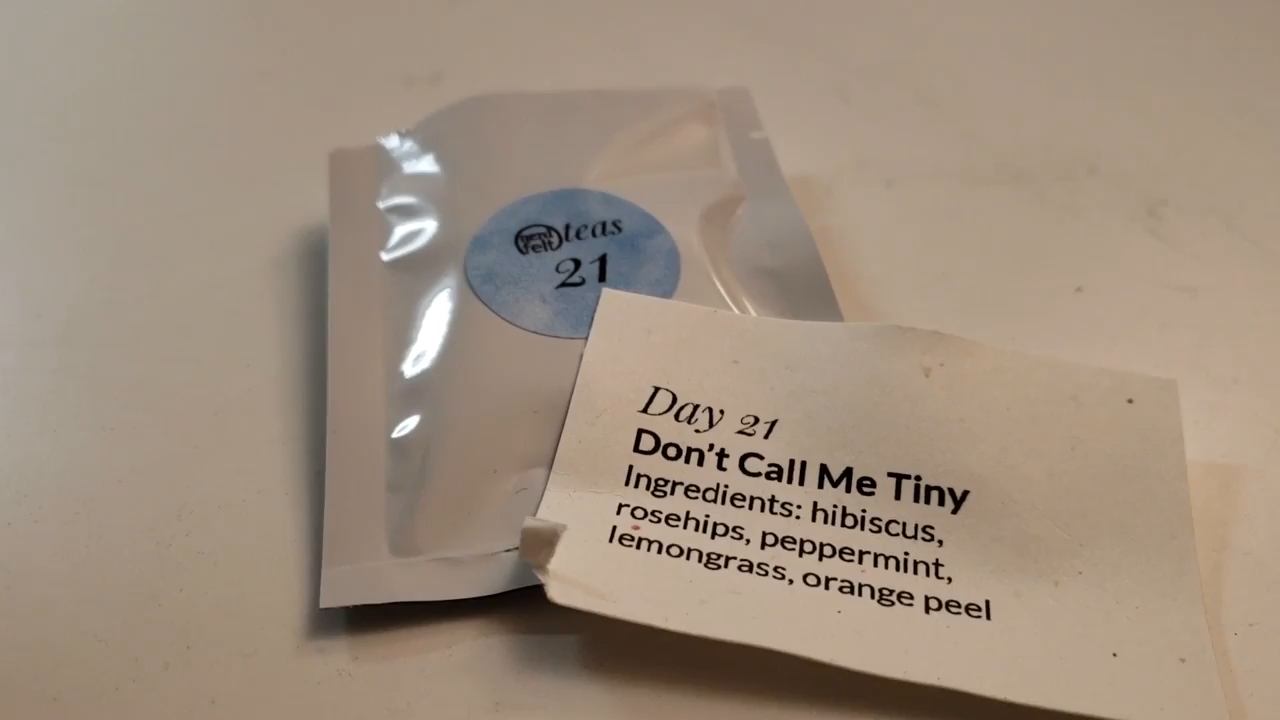 teas
21
Day 21
Don't Call Me Tiny
Ingredients: hibiscus,
rosehips, peppermint,
lemongrass, orange peel